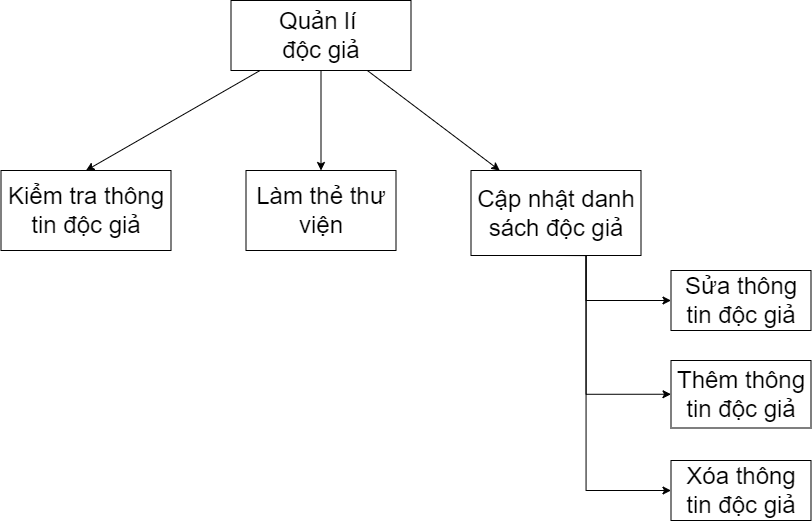 Quản lí
độc giả
Kiểm tra thông
tin độc giả
Làm thẻ thư
viện
Cập nhật danh
sách độc giả
Sửa thông
tin độc giả
Thêm thông
tin độc giả
Xóa thông
tin độc giả